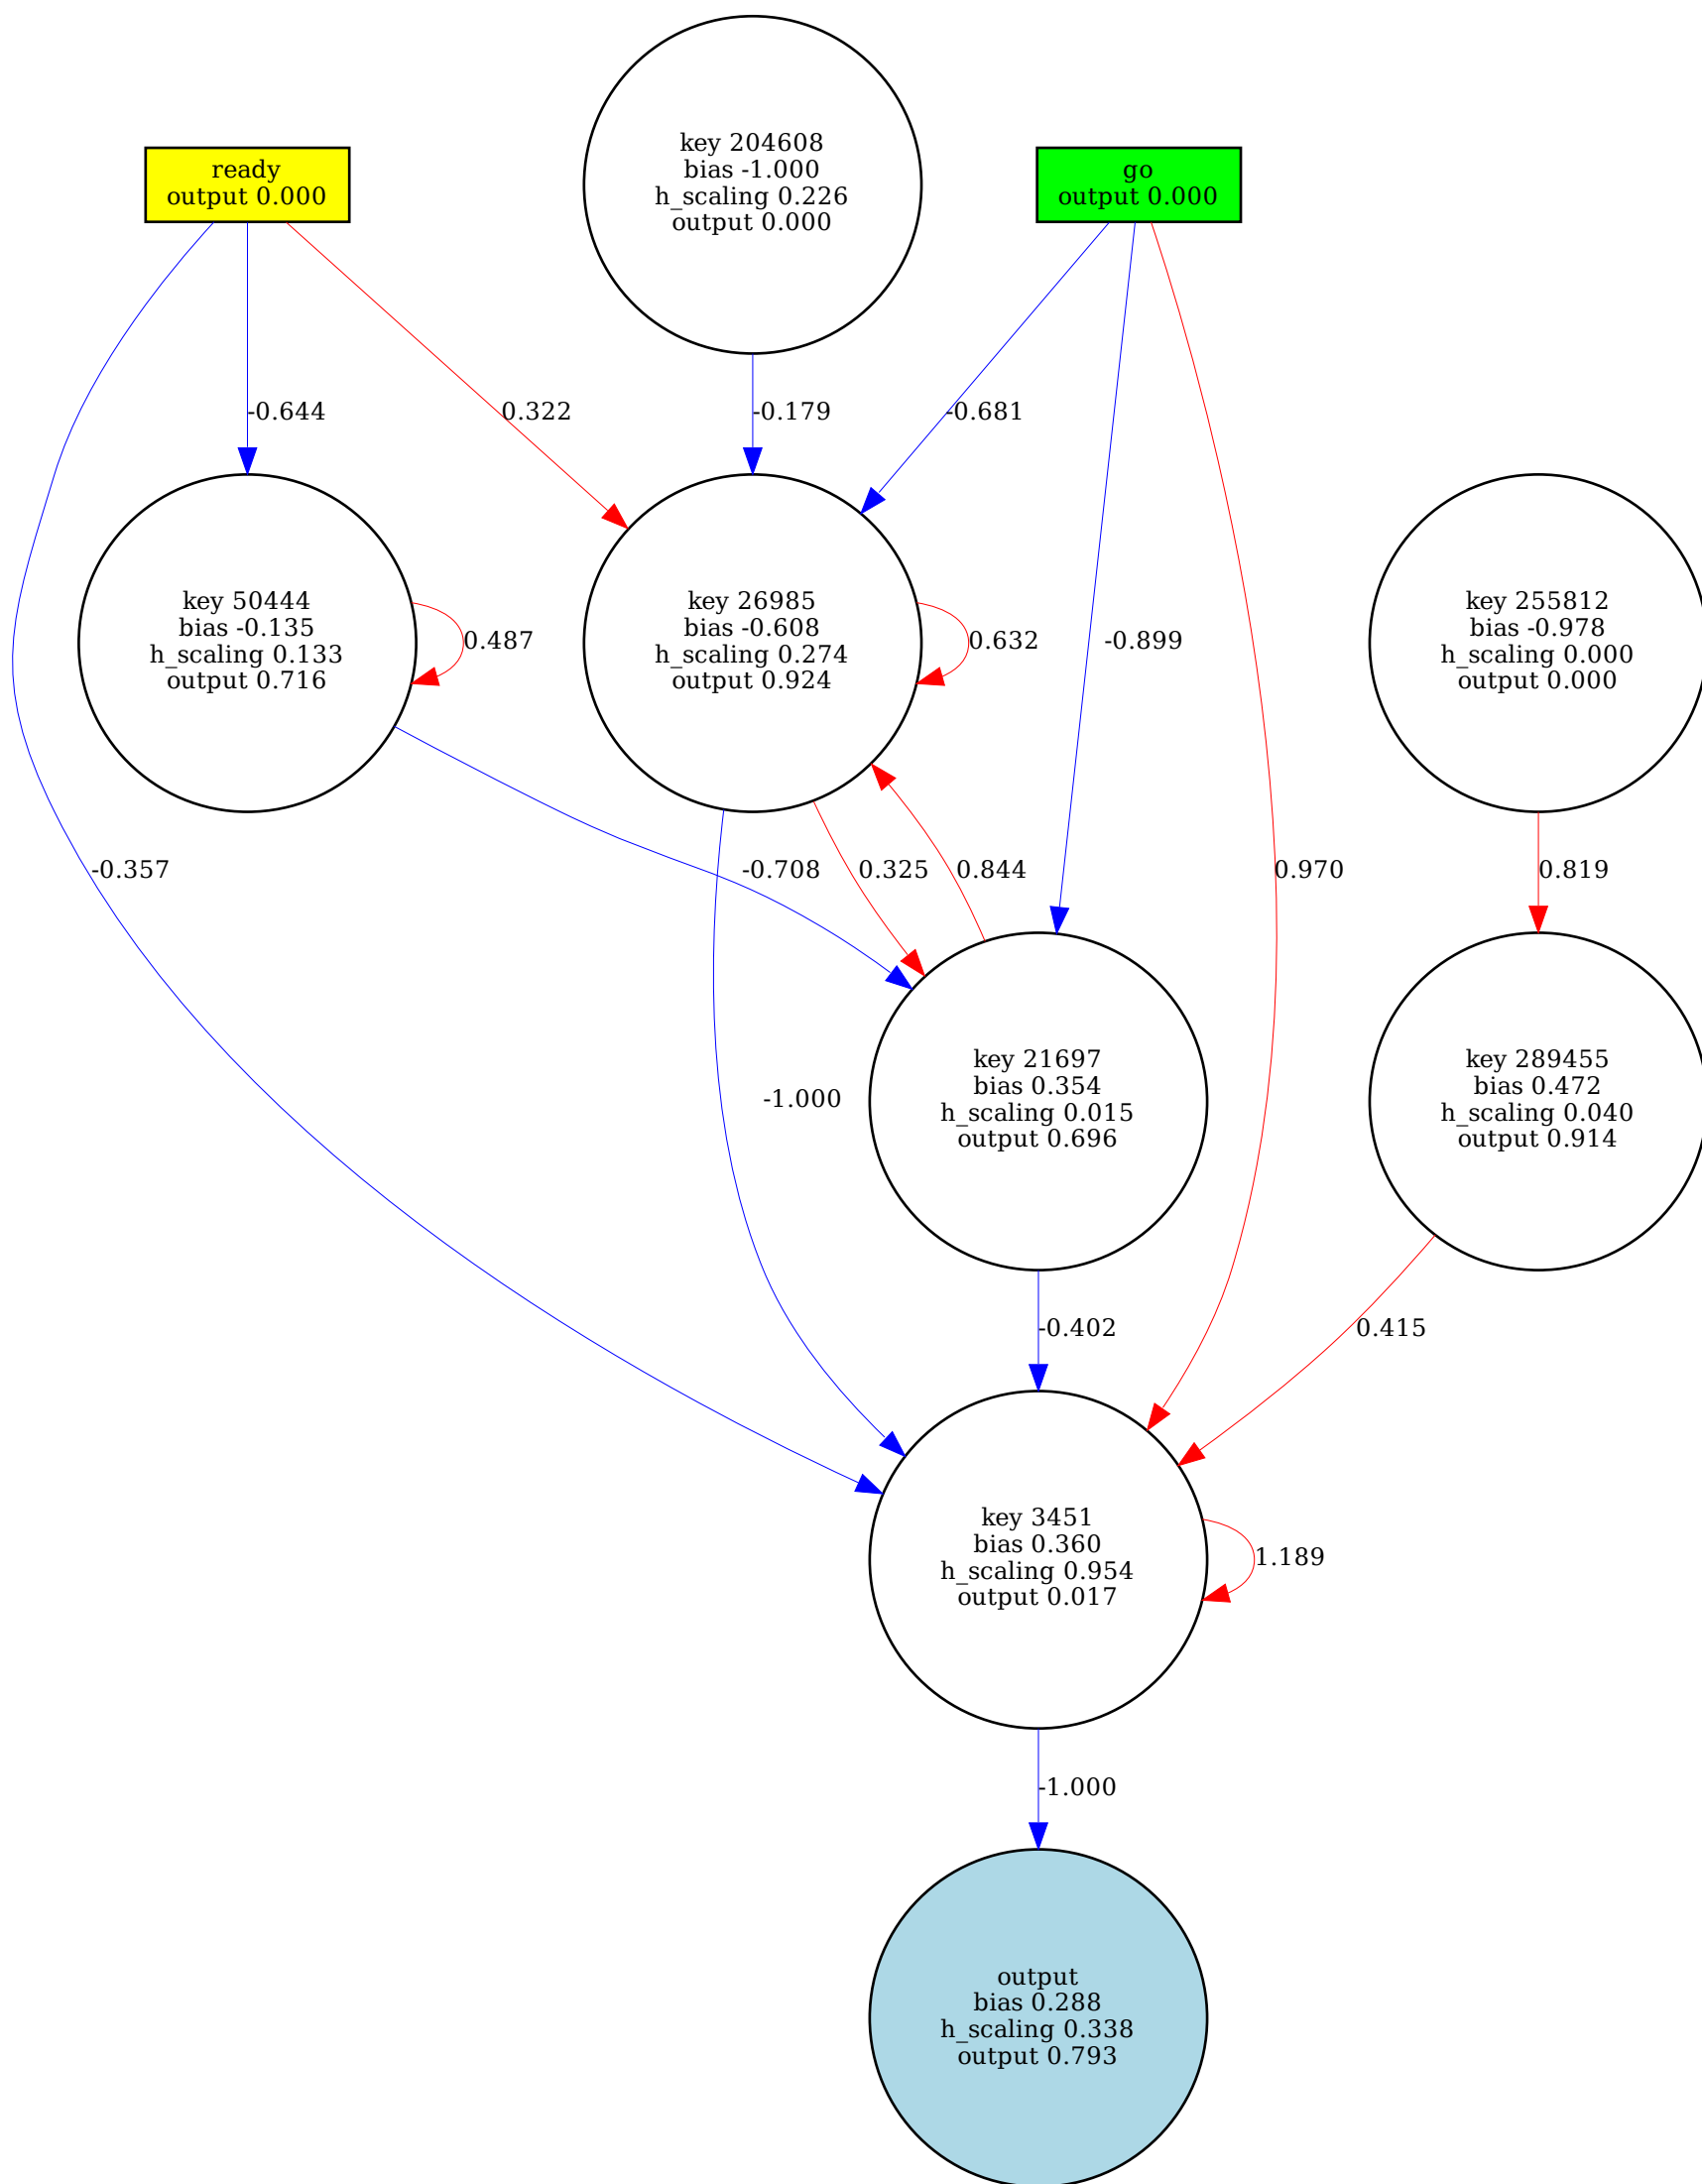 key 204608
bias -1.000
h_scaling 0.226
output 0.000
ready
output 0.000
go
output 0.000
-0.644
0.322
-0.179
-0.681
key 50444
bias -0.135
h_scaling 0.133
output 0.716
0.487
key 26985
bias -0.608
h_scaling 0.274
output 0.924
0.632
-0.899
key 255812
bias -0.978
h_scaling 0.000
output 0.000
-0.357
-0.708
0.325
0.844
0.970
0.819
-1.000
key 21697
bias 0.354
h_scaling 0.015
output 0.696
key 289455
bias 0.472
h_scaling 0.040
output 0.914
-0.402
0.415
key 3451
bias 0.360
h_scaling 0.954
output 0.017
1.189
-1.000
output
bias 0.288
h_scaling 0.338
output 0.793